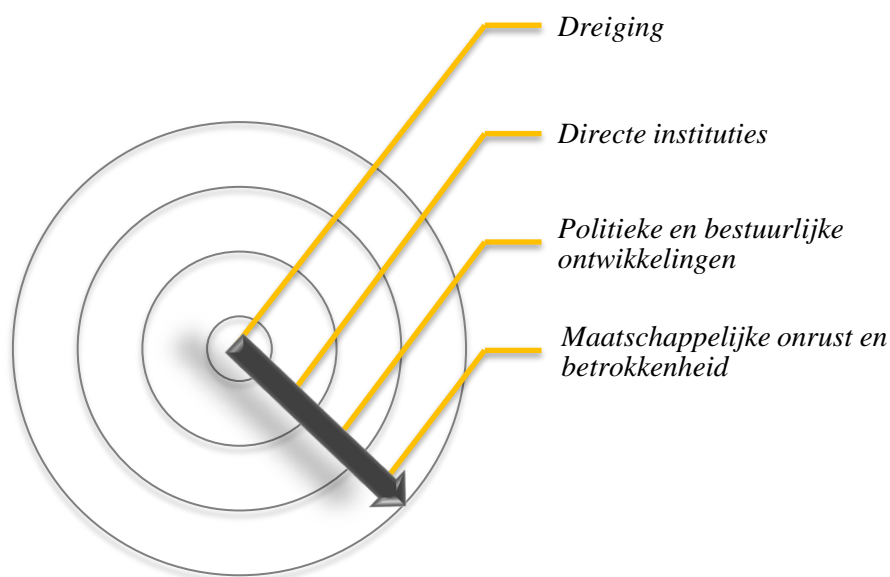 Dreiging
Directe instituties
Politieke en bestuurlijke
ontwikkelingen
Maatschappelijke onrust en
betrokkenheid